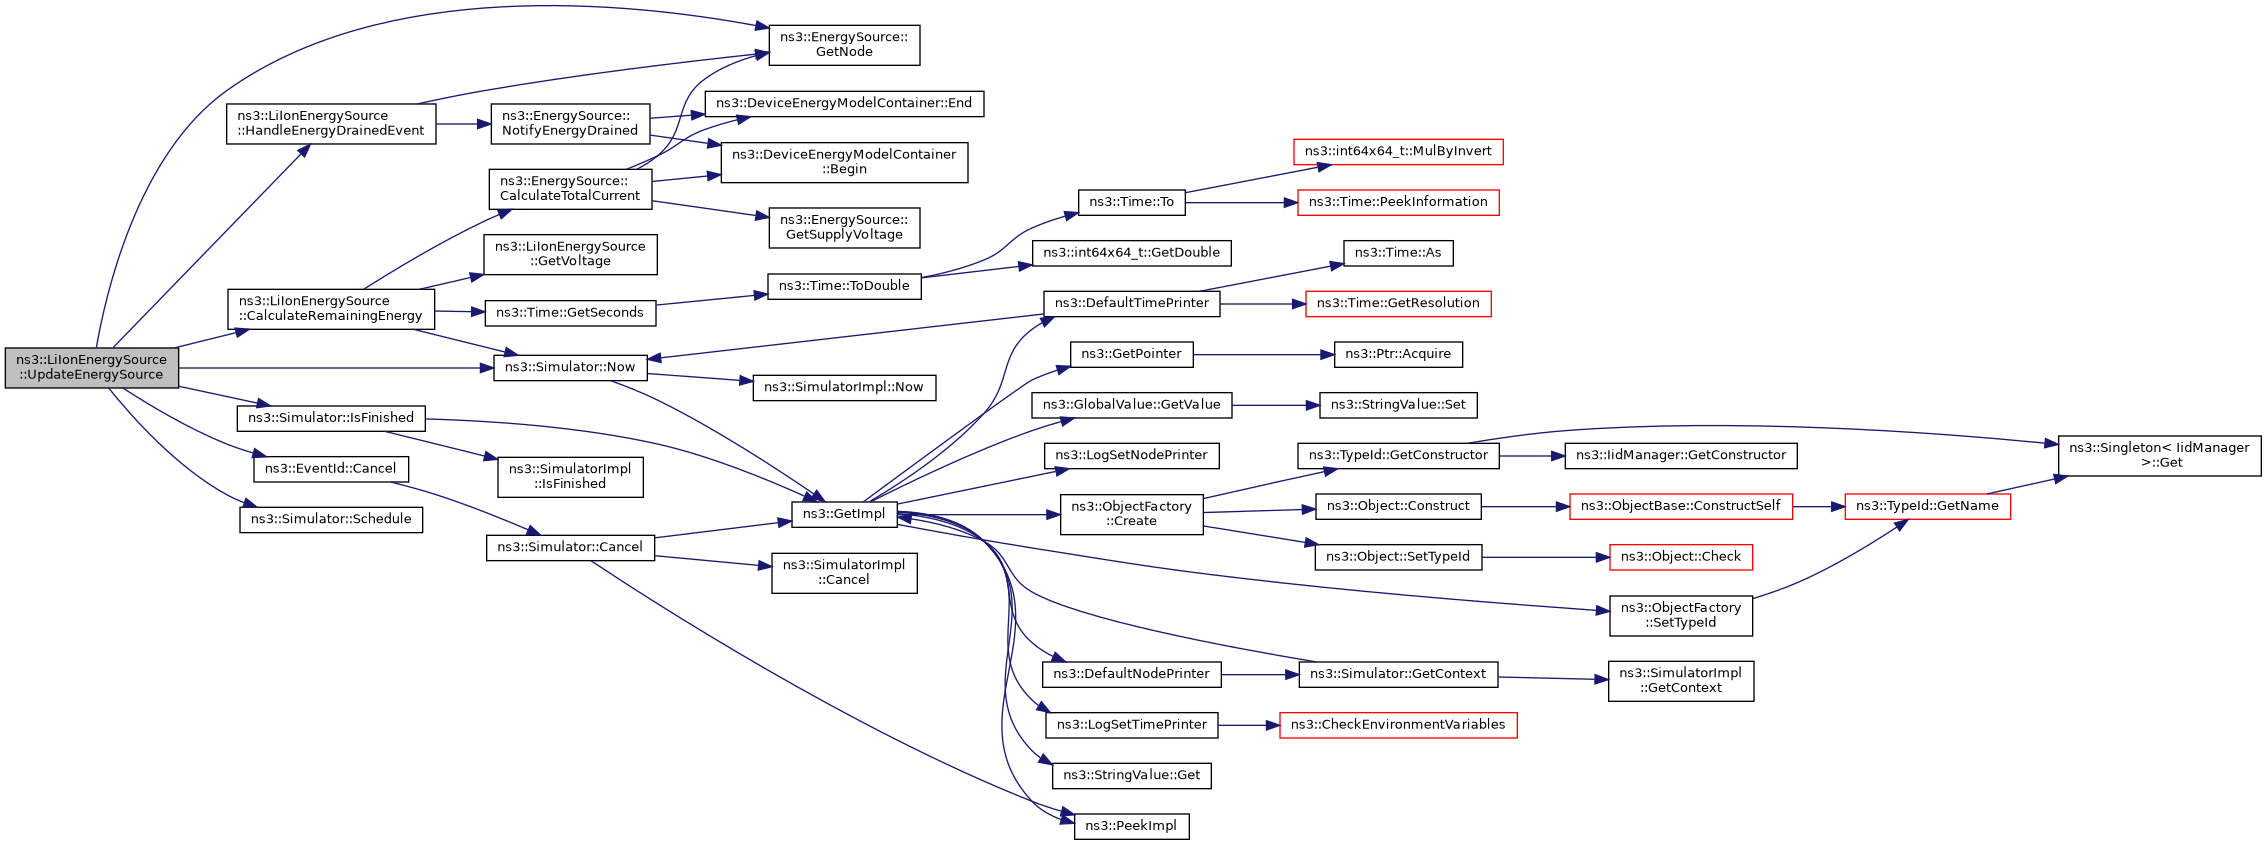 ns3::LiIonEnergySource
::UpdateEnergySource
ns3::LiIonEnergySource
::HandleEnergyDrainedEvent
ns3::LiIonEnergySource
::CalculateRemainingEnergy
ns3::Simulator::IsFinished
ns3::EventId::Cancel
ns3::Simulator::Schedule
ns3::EnergySource::
NotifyEnergyDrained
ns3::EnergySource::
CalculateTotalCurrent
ns3::LiIonEnergySource
::GetVoltage
ns3::Time::GetSeconds
ns3::Simulator::Now
ns3::SimulatorImpl
::IsFinished
ns3::Simulator::Cancel
ns3::EnergySource::
GetNode
ns3::DeviceEnergyModelContainer::End
ns3::DeviceEnergyModelContainer
::Begin
ns3::EnergySource::
GetSupplyVoltage
ns3::Time::ToDouble
ns3::SimulatorImpl::Now
ns3::GetImpl
ns3::SimulatorImpl
::Cancel
ns3::Time::To
ns3::int64x64_t::GetDouble
ns3::DefaultTimePrinter
ns3::GetPointer
ns3::GlobalValue::GetValue
ns3::LogSetNodePrinter
ns3::ObjectFactory
::Create
ns3::DefaultNodePrinter
ns3::LogSetTimePrinter
ns3::StringValue::Get
ns3::PeekImpl
ns3::int64x64_t::MulByInvert
ns3::Time::PeekInformation
ns3::Time::As
ns3::Time::GetResolution
ns3::Ptr::Acquire
ns3::StringValue::Set
ns3::TypeId::GetConstructor
ns3::Object::Construct
ns3::Object::SetTypeId
ns3::Simulator::GetContext
ns3::CheckEnvironmentVariables
ns3::IidManager::GetConstructor
ns3::ObjectBase::ConstructSelf
ns3::Object::Check
ns3::ObjectFactory
::SetTypeId
ns3::SimulatorImpl
::GetContext
ns3::TypeId::GetName
ns3::Singleton< IidManager
>::Get